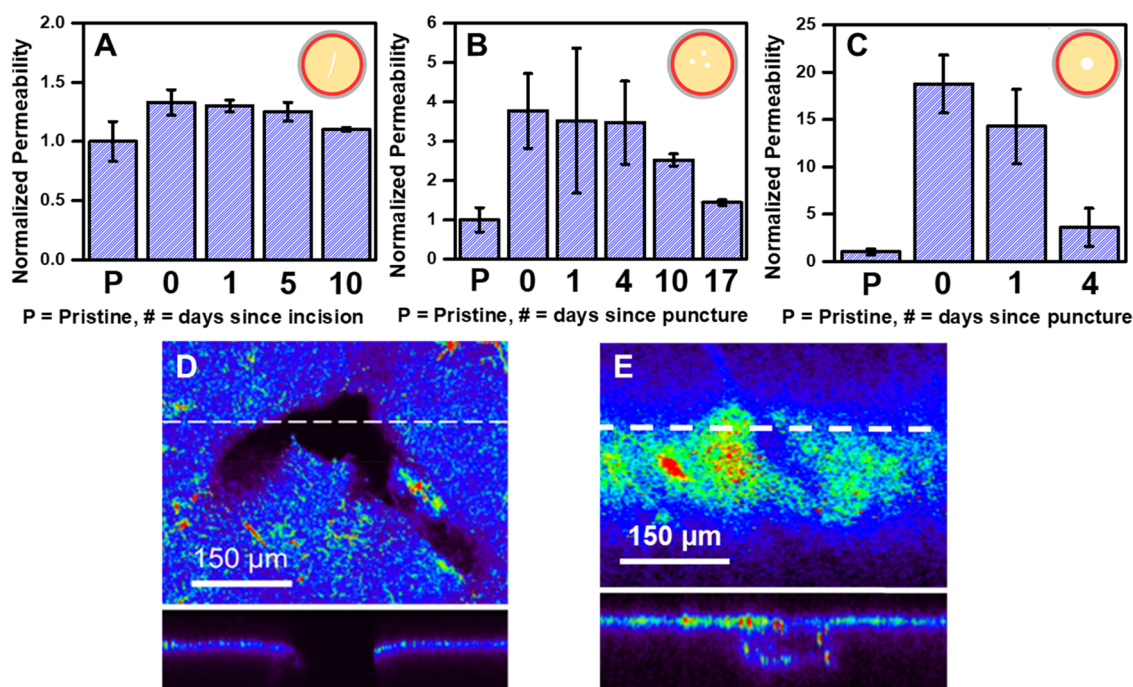 A
Normalized Permeability
2.0
1.5
1.0
0.5
0.0
P 0 1 5 10
P = Pristine, # = days since incision
B
Normalized Permeability
6
5
4
3
2
1
0
P 0 1 4 10 17
P = Pristine, # = days since puncture
C
Normalized Permeability
25
20
15
10
5
0
P 0 1 4
P = Pristine, # = days since puncture
D
150 μm
E
150 μm